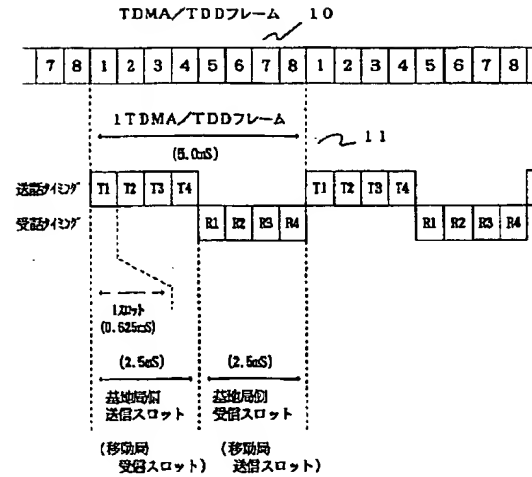 TDMA/TDDフレーム 10
7 8 1 2 3 4 5 6 7 8 1 2 3 4 5 6 7 8
1TDMA/TDDフレーム
11
(5.0mS)
送話タイミング T1 T2 T3 T4 T1 T2 T3 T4
受話タイミング R1 R2 R3 R4 R1 R2 R3 R4
1スロット
(0.625mS)
(2.5mS) (2.5mS)
基地局側 基地局側
送信スロット 受信スロット
(移動局 (移動局
受信スロット) 送信スロット)